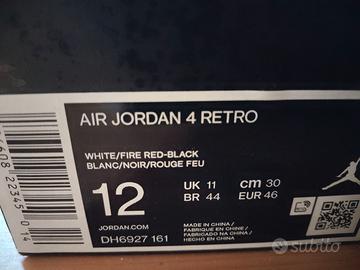 AIR JORDAN 4 RETRO
WHITE/FIRE RED-BLACK
BLANC/NOIR/ROUGE FEU
12
UK 11
cm 30
BR 44
EUR 46
JORDAN.COM
DH6927 161
MADE IN CHINA /
FABRIQUE EN CHINE /
FABRICADO NA CHINA /
HECHO EN CHINA
subito